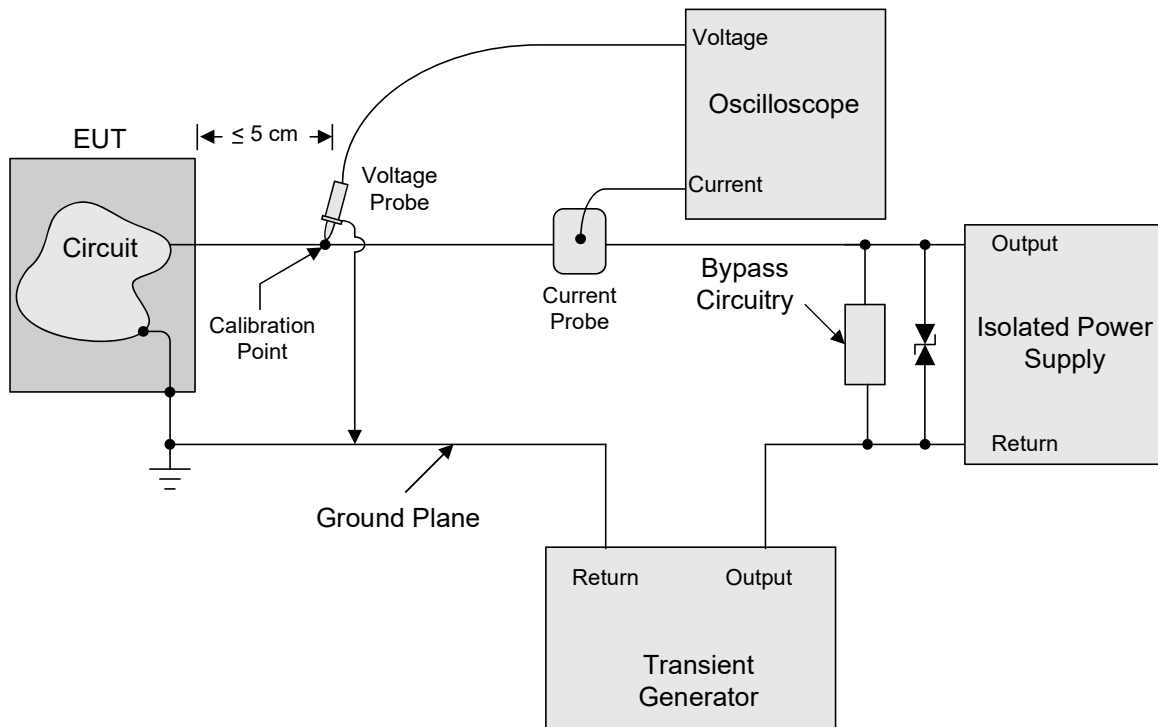 Voltage
Oscilloscope
Current
EUT
≤ 5 cm
Voltage
Probe
Circuit
Calibration
Point
Current
Probe
Bypass
Circuitry
Output
Isolated Power
Supply
Return
Ground Plane
Return
Output
Transient
Generator